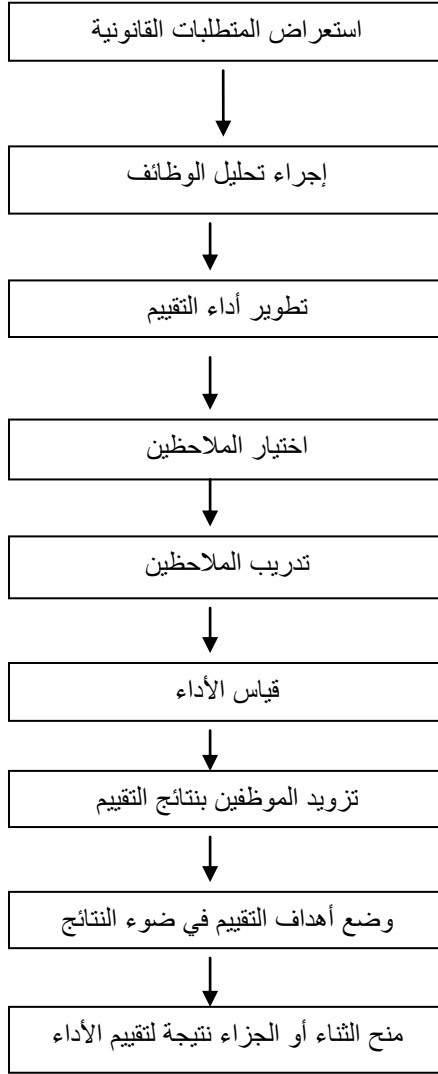 استعراض المتطلبات القانونية
إجراء تحليل الوظائف
تطوير أداء التقييم
اختيار الملاحظين
تدريب الملاحظين
قياس الأداء
تزويد الموظفين بنتائج التقييم
وضع أهداف التقييم في ضوء النتائج
منح الثناء أو الجزاء نتيجة لتقييم الأداء